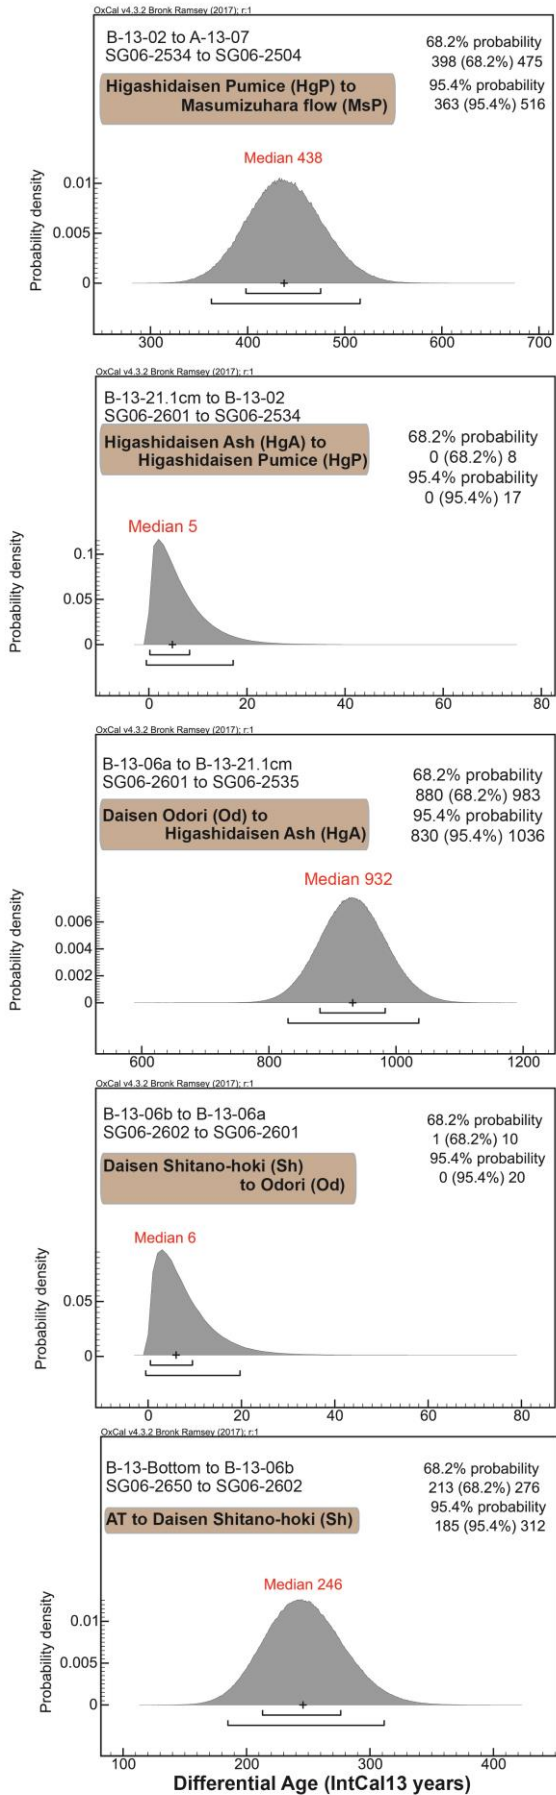 OxCal v4.3.2 Bronk Ramsey (2017); r:1
B-13-02 to A-13-07
SG06-2534 to SG06-2504
68.2% probability
398 (68.2%) 475
95.4% probability
363 (95.4%) 516
Higashidaisen Pumice (HgP) to
Masumizuhara flow (MsP)
Median 438
Probability density
0.01
0.005
0
300 400 500 600 700
OxCal v4.3.2 Bronk Ramsey (2017); r:1
B-13-21.1cm to B-13-02
SG06-2601 to SG06-2534
Higashidaisen Ash (HgA) to
Higashidaisen Pumice (HgP)
68.2% probability
0 (68.2%) 8
95.4% probability
0 (95.4%) 17
Median 5
Probability density
0.1
0.05
0
0 20 40 60 80
OxCal v4.3.2 Bronk Ramsey (2017); r:1
B-13-06a to B-13-21.1cm
SG06-2601 to SG06-2535
68.2% probability
880 (68.2%) 983
95.4% probability
830 (95.4%) 1036
Daisen Odori (Od) to
Higashidaisen Ash (HgA)
Median 932
Probability density
0.006
0.004
0.002
0
600 800 1000 1200
OxCal v4.3.2 Bronk Ramsey (2017); r:1
B-13-06b to B-13-06a
SG06-2602 to SG06-2601
68.2% probability
1 (68.2%) 10
95.4% probability
0 (95.4%) 20
Daisen Shitano-hoki (Sh)
to Odori (Od)
Median 6
Probability density
0.05
0
0 20 40 60 80
OxCal v4.3.2 Bronk Ramsey (2017); r:1
B-13-Bottom to B-13-06b
SG06-2650 to SG06-2602
68.2% probability
213 (68.2%) 276
95.4% probability
185 (95.4%) 312
AT to Daisen Shitano-hoki (Sh)
Median 246
Probability density
0.01
0.005
0
100 200 300 400
Differential Age (IntCal13 years)